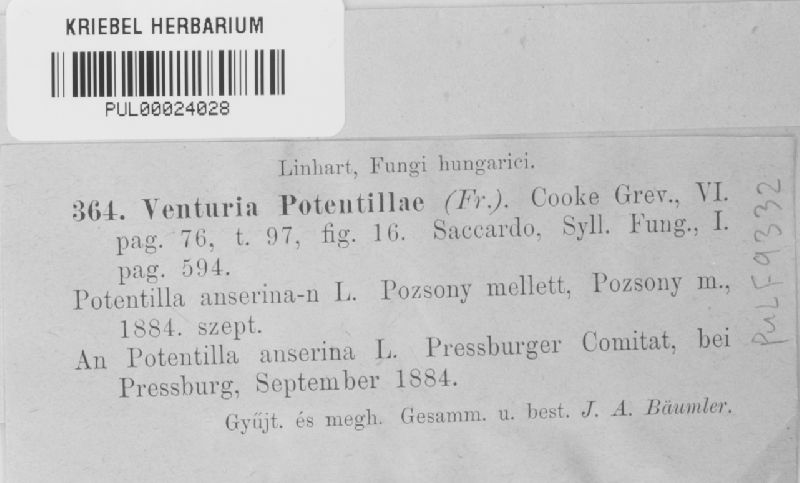 KRIEBEL HERBARIUM
PUL00024028
Linhart, Fungi hungarici.
364. Venturia Potentillae (Fr.). Cooke Grev., VI.
pag. 76, t. 97, fig. 16. Saccardo, Syll. Fung., I.
pag. 594.
Potentilla anserina-n L. Pozsony mellett, Pozsony m.,
1884. szept.
An Potentilla anserina L. Pressburger Comitat, bei
Pressburg, September 1884.
Gyűjt. és megh. Gesamm. u. best. J. A. Bäumler.
PuL F9332